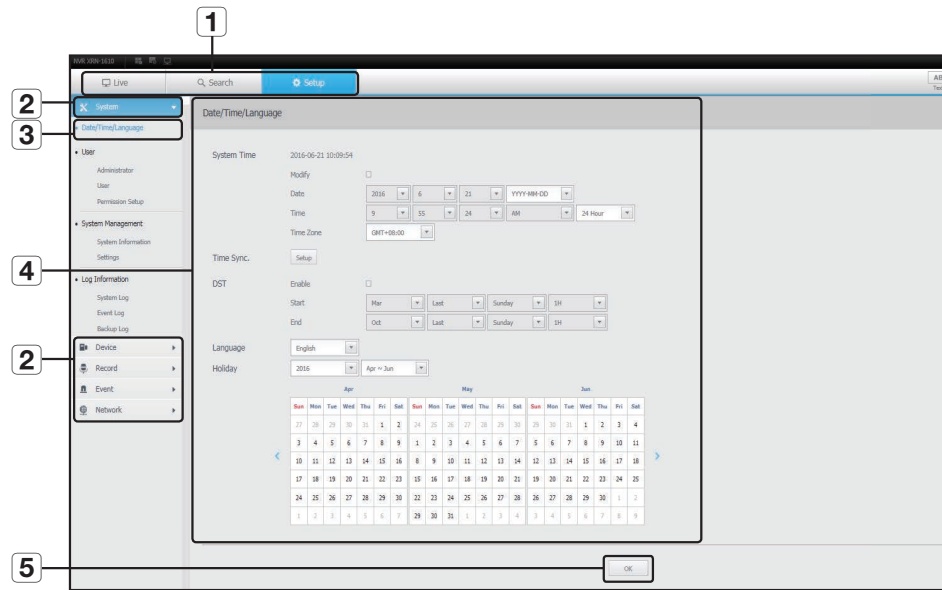 1
NVR XRN-1610
Live Search Setup
AB
2 System
3 Date/Time/Language
Date/Time/Language
• User
Administrator
User
Permission Setup
• System Management
System Information
Settings
• Log Information
System Log
Event Log
Backup Log
2 Device
Record
Event
Network
4
System Time 2016-06-21 10:09:54
Modify
Date 2016 6 21 YYYY-MM-DD
Time 9 55 24 AM 24 Hour
Time Zone GMT+08:00
Time Sync. Setup
DST Enable
Start Mar Last Sunday 1H
End Oct Last Sunday 1H
Language English
Holiday 2016 Apr ~ Jun
Apr May Jun
Sun Mon Tue Wed Thu Fri Sat Sun Mon Tue Wed Thu Fri Sat Sun Mon Tue Wed Thu Fri Sat
27 28 29 30 31 1 2 24 25 26 27 28 29 30 29 30 31 1 2 3 4
3 4 5 6 7 8 9 1 2 3 4 5 6 7 5 6 7 8 9 10 11
10 11 12 13 14 15 16 8 9 10 11 12 13 14 12 13 14 15 16 17 18
17 18 19 20 21 22 23 15 16 17 18 19 20 21 19 20 21 22 23 24 25
24 25 26 27 28 29 30 22 23 24 25 26 27 28 26 27 28 29 30 1 2
1 2 3 4 5 6 7 29 30 31 1 2 3 4 3 4 5 6 7 8 9
5 OK